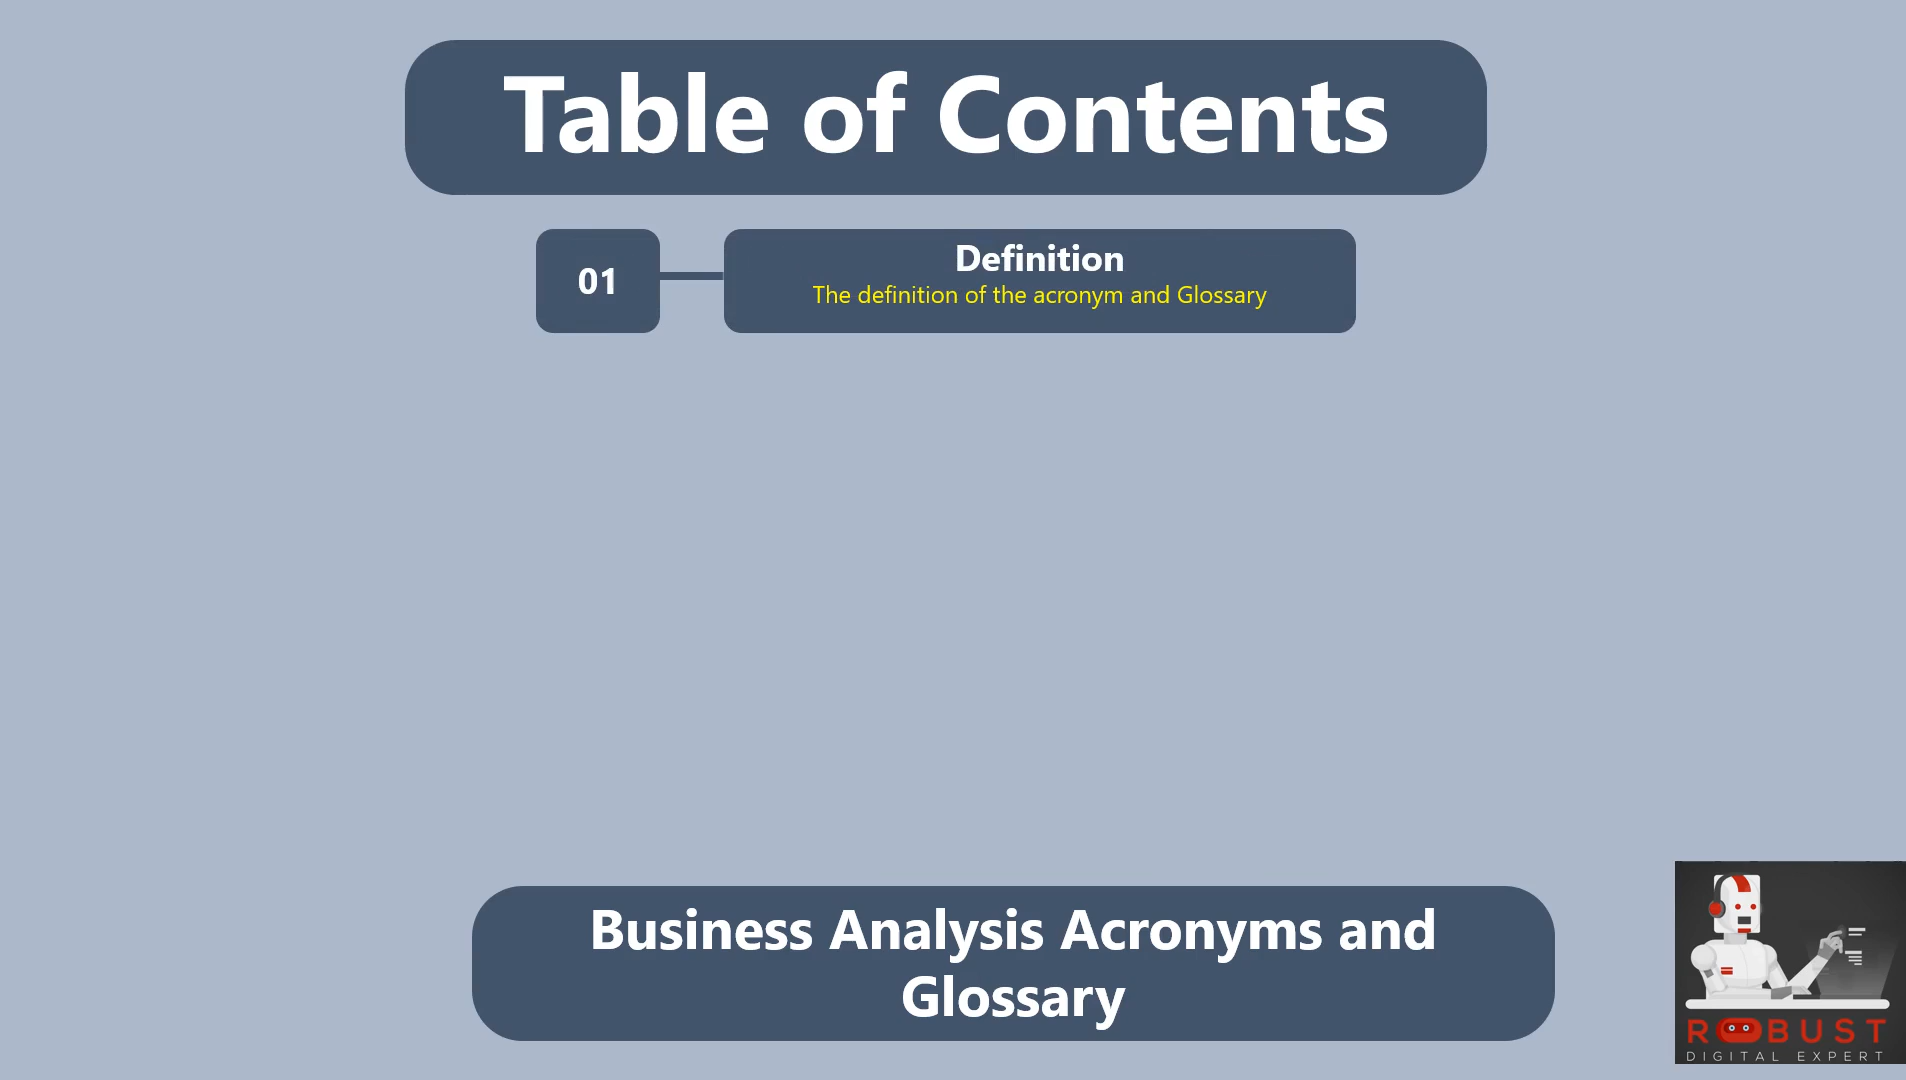 Table of Contents
01
Definition
The definition of the acronym and Glossary
Business Analysis Acronyms and
Glossary
ROBUST
DIGITAL EXPERT